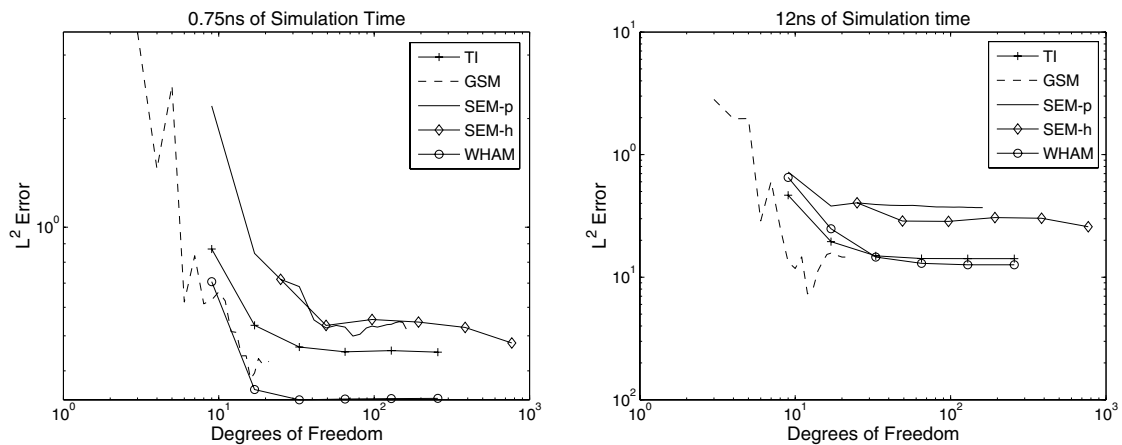 0.75ns of Simulation Time
L² Error
10⁰
TI
GSM
SEM-p
SEM-h
WHAM
10⁰ 10¹ 10² 10³
Degrees of Freedom
12ns of Simulation time
L² Error
10¹
10⁰
10¹
10²
TI
GSM
SEM-p
SEM-h
WHAM
10⁰ 10¹ 10² 10³
Degrees of Freedom